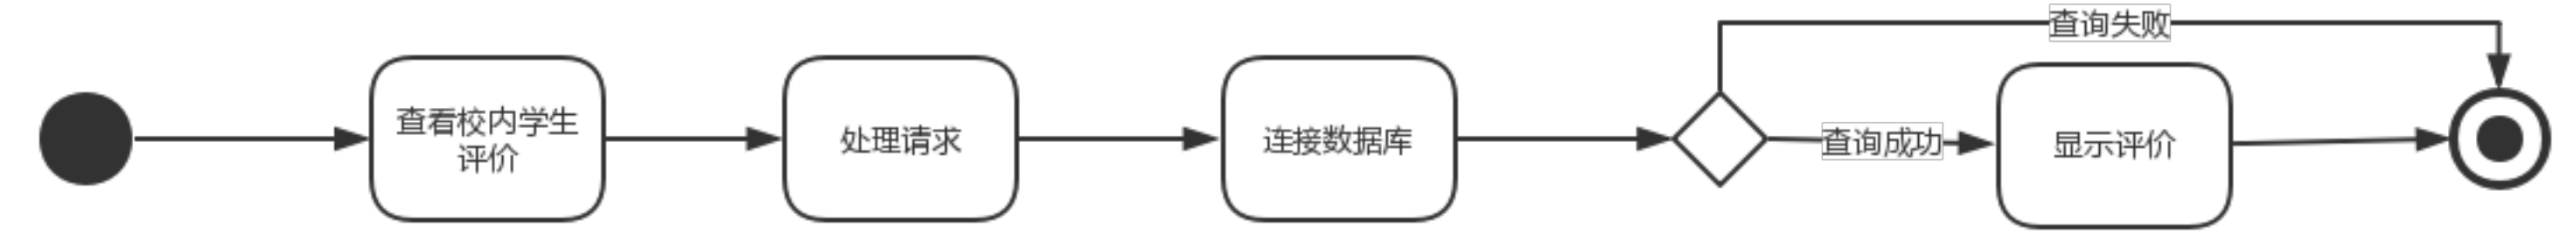 查询失败
查看校内学生
评价
处理请求
连接数据库
查询成功
显示评价